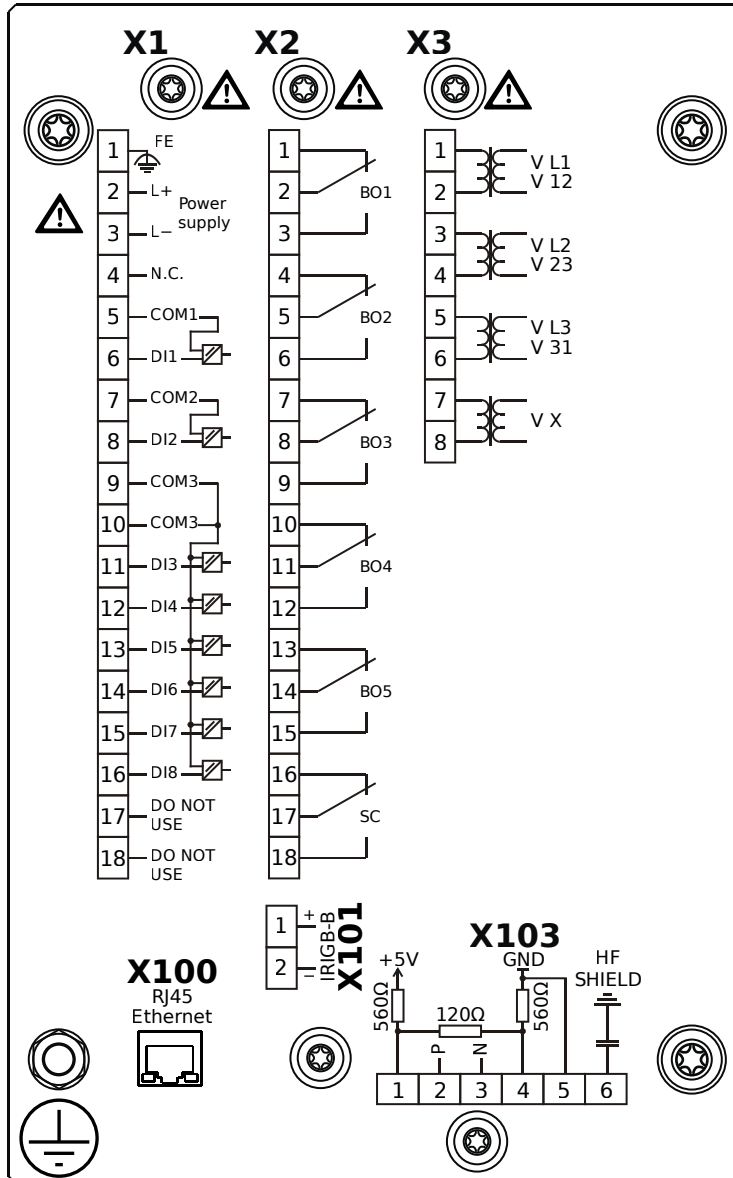 X1
1
FE
2
L+
Power
supply
3
L−
4
N.C.
5
COM1
6
DI1
7
COM2
8
DI2
9
COM3
10
COM3
11
DI3
12
DI4
13
DI5
14
DI6
15
DI7
16
DI8
17
DO NOT
USE
18
DO NOT
USE
X2
1
2
BO1
3
4
5
BO2
6
7
8
BO3
9
10
11
BO4
12
13
14
BO5
15
16
17
SC
18
X3
1
V L1
2
V 12
3
V L2
4
V 23
5
V L3
6
V 31
7
V X
8
X100
RJ45
Ethernet
X101
1
+
2
−
IRIGB-B
X103
+5V
GND
HF
SHIELD
560Ω
120Ω
560Ω
P
N
1
2
3
4
5
6